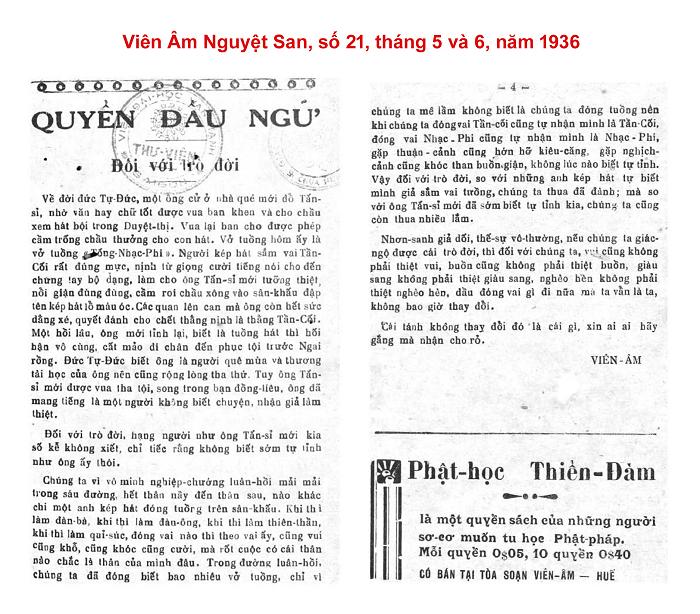 Viên Âm Nguyệt San, số 21, tháng 5 và 6, năm 1936
QUYỀN ĐẦU NGŨ
Đối với trò đời
THƯ-VIỆN
Về đời đức Tự-Đức, một ông cử ở nhà quê mới đỗ Tấn-
sĩ, nhờ văn hay chữ tốt được vua ban khen và cho chầu
xem hát bội trong Duyệt-thị. Vua lại ban cho được phép
cầm trống chầu thưởng cho con hát. Vở tuồng hôm ấy là
vở tuồng «Tống-Nhạc-Phi». Người kép hát sắm vai Tần-
Cối rất đúng mực, nịnh từ giọng cười tiếng nói cho đến
chứng tay bộ dạng, làm cho ông Tấn-sĩ mới tưởng thiệt,
nổi giận đùng đùng, cầm roi chầu xông vào sân-khấu đập
tên kép hát lỗ máu óc. Các quan lên can mà ông còn hết sức
dằng xé, quyết đánh cho chết thằng nịnh là thằng Tần-Cối.
Một hồi lâu, ông mới tỉnh lại, biết là tuồng hát thì hối
hận vô cùng, cất mảo đi chân đến phục tội trước Ngai
rồng. Đức Tự-Đức biết ông là người quê mùa và thương
tài học của ông nên cũng rộng lòng tha thứ. Tuy ông Tấn-
sĩ mới được vua tha tội, song trong bạn đồng-liêu, ông đã
mang tiếng là một người không biết chuyện, nhận giả làm
thiệt.
Đối với trò đời, hạng người như ông Tấn-sĩ mới kia
số kể không xiết, chỉ tiếc rằng không biết sớm tự tỉnh
như ông ấy thôi.
Chúng ta vì vô minh nghiệp-chướng luân-hồi mải mải
trong sáu đường, hết thân này đến thân sau, nào khác
chi một anh kép hát đóng tuồng trên sân-khấu. Khi thì
làm đàn-bà, khi thì làm đàn-ông, khi thì làm thiên-thần,
khi thì làm quỉ-súc, đóng vai nào thì theo vai ấy, cũng vui
cũng khổ, cũng khóc cũng cười, mà rốt cuộc có cái thân
nào chắc là thân của mình đâu. Trong đường luân-hồi,
chúng ta đã đóng biết bao nhiêu vở tuồng, chỉ vì
— 4 —
chúng ta mê lầm không biết là chúng ta đóng tuồng nên
khi chúng ta đóng vai Tần-cối cũng tự nhận mình là Tần-Cối,
đóng vai Nhạc-Phi cũng tự nhận mình là Nhạc-Phi,
gặp thuận-cảnh cũng hớn hở kiêu-căng, gặp nghịch-
cảnh cũng khóc than buồn giận, không lúc nào biết tự tỉnh.
Vậy đối với trò đời, so với những anh kép hát tự biết
mình giả sắm vai tuồng, chúng ta thua đã đành; mà so
với ông Tấn-sĩ mới đã sớm biết tự tỉnh kia, chúng ta cũng
còn thua nhiều lắm.
Nhơn-sanh giả dối, thế-sự vô-thường, nếu chúng ta giác-
ngộ được cái trò đời, thì đối với chúng ta, vui cũng không
phải thiệt vui, buồn cũng không phải thiệt buồn, giàu
sang không phải thiệt giàu sang, nghèo hèn không phải
thiệt nghèo hèn, dầu đóng vai gì đi nữa mà ta vẫn là ta,
không bao giờ thay đổi.
Cái tánh không thay đổi đó là cái gì, xin ai ai hãy
gắng mà nhận cho rỏ.
VIÊN-ÂM
Phật-học Thiển-Đàm
là một quyển sách của những người
sơ-cơ muốn tu học Phật-pháp.
Mỗi quyển 0$05, 10 quyển 0$40
CÓ BÁN TẠI TÒA SOẠN VIÊN-ÂM — HUẾ